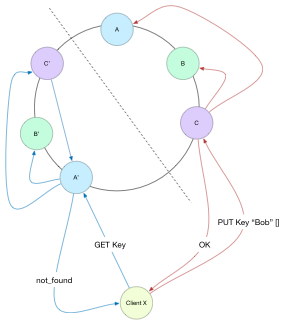 A
C'
B
B'
C
A'
PUT Key “Bob” []
GET Key
OK
not_found
Client X